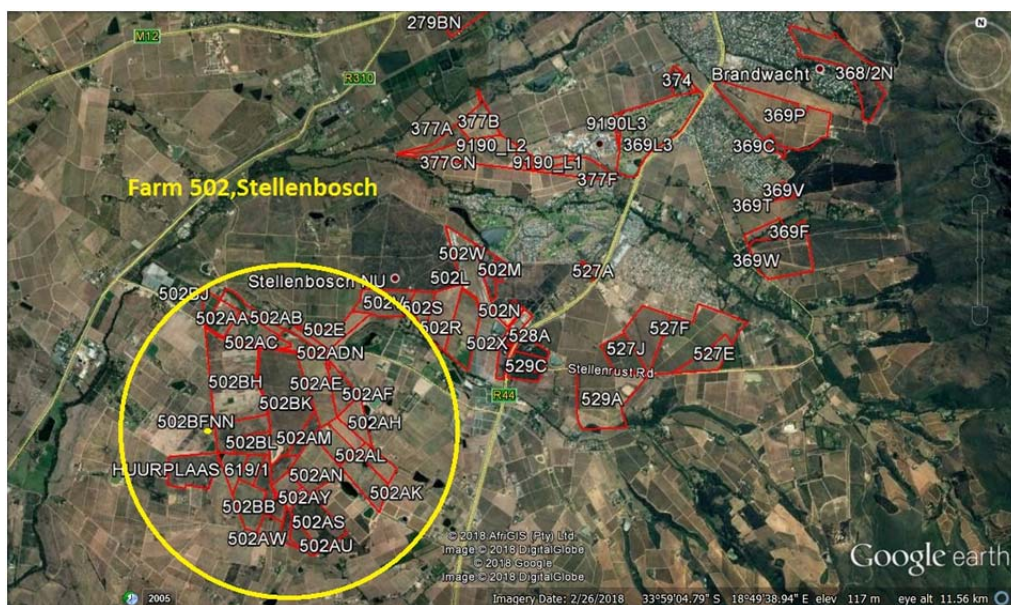 279BN
N
M12
R310
Brandwacht
368/2N
374
369P
377B
377A
9190L3
369L3
369C
9190_L2
377CN
9190_L1
377F
Farm 502,Stellenbosch
369V
369T
369F
369W
502W
502M
527A
Stellenbosch NU
502L
502BJ
502V
502S
502N
502AA
502AB
502E
502R
528A
527F
502AC
502X
502ADN
527J
527E
529C
Stellenrust Rd
502BH
502AE
502AF
R44
529A
502BK
502BFNN
502AH
502BL
502AM
502AL
HUURPLAAS 619/1
502AN
502AK
502AY
502BB
502AS
502AW
502AU
© 2018 AfriGIS (Pty) Ltd.
Image © 2018 DigitalGlobe
© 2018 Google
Image © 2018 DigitalGlobe
Google earth
2005
Imagery Date: 2/26/2018 33°59'04.79" S 18°49'38.94" E elev 117 m eye alt 11.56 km